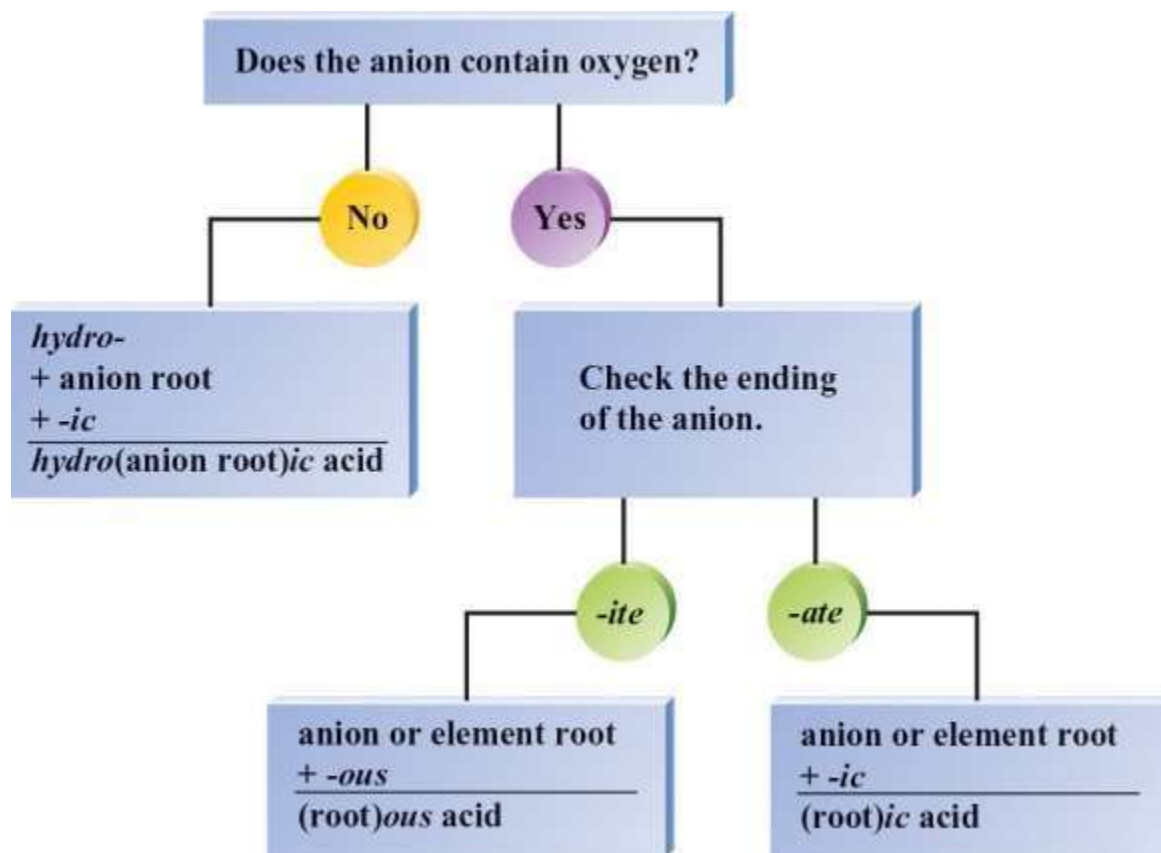 Does the anion contain oxygen?
No
Yes
hydro-
+ anion root
+ -ic
hydro(anion root)ic acid
Check the ending
of the anion.
-ite
-ate
anion or element root
+ -ous
(root)ous acid
anion or element root
+ -ic
(root)ic acid